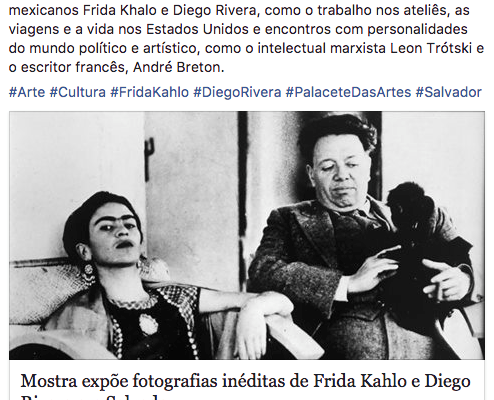 mexicanos Frida Khalo e Diego Rivera, como o trabalho nos ateliês, as
viagens e a vida nos Estados Unidos e encontros com personalidades
do mundo político e artístico, como o intelectual marxista Leon Trótski e
o escritor francês, André Breton.
#Arte #Cultura #FridaKahlo #DiegoRivera #PalaceteDasArtes #Salvador
Mostra expõe fotografias inéditas de Frida Kahlo e Diego